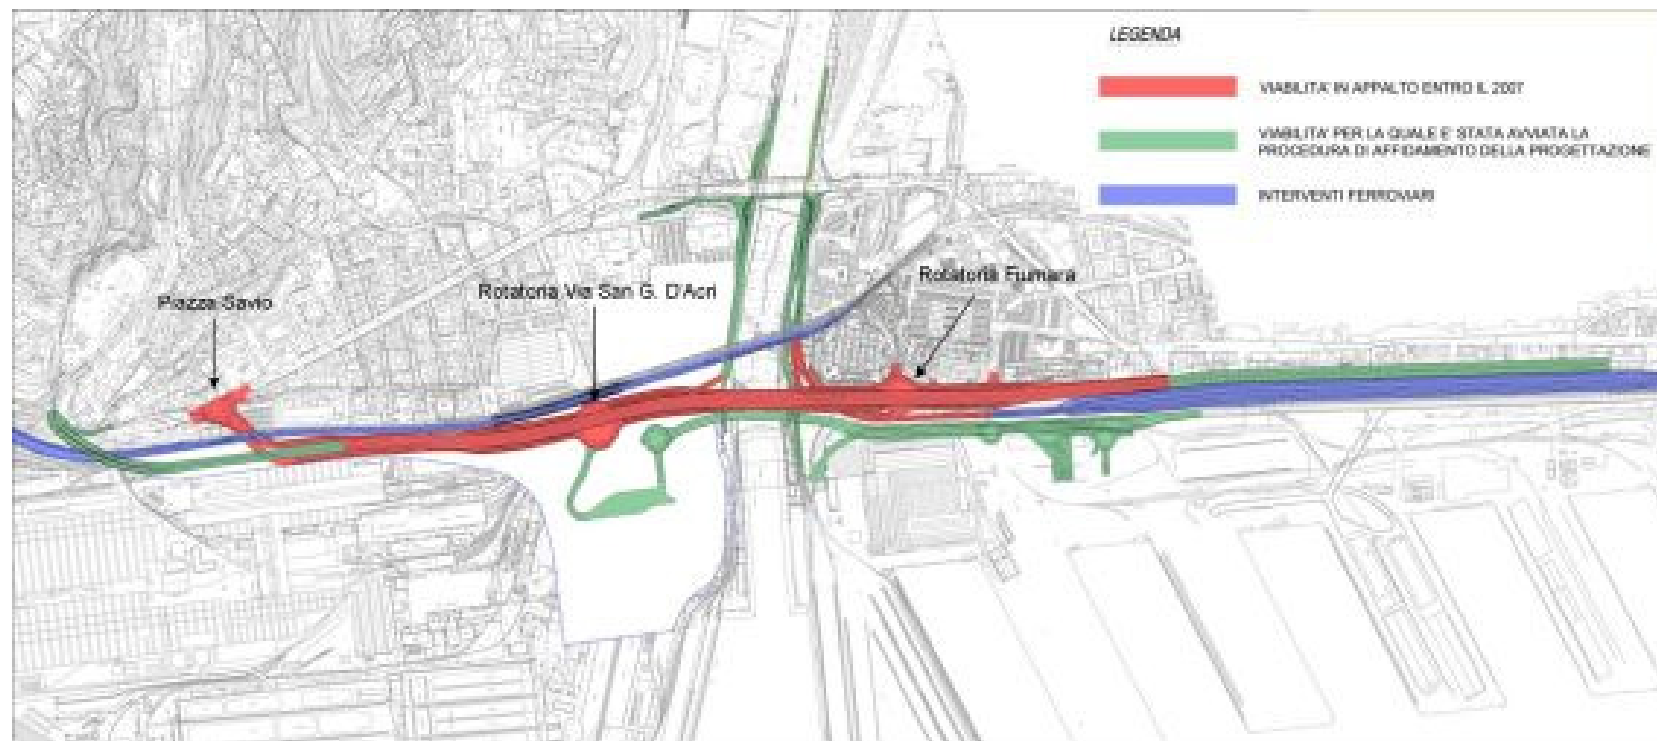 LEGENDA
VIABILITA' IN APPALTO ENTRO IL 2007
VIABILITA' PER LA QUALE E' STATA AVVIATA LA
PROCEDURA DI AFFIDAMENTO DELLA PROGETTAZIONE
INTERVENTI FERROVIARI
Piazza Savio
Rotatoria Via San G. D'Acri
Rotatoria Fiumara